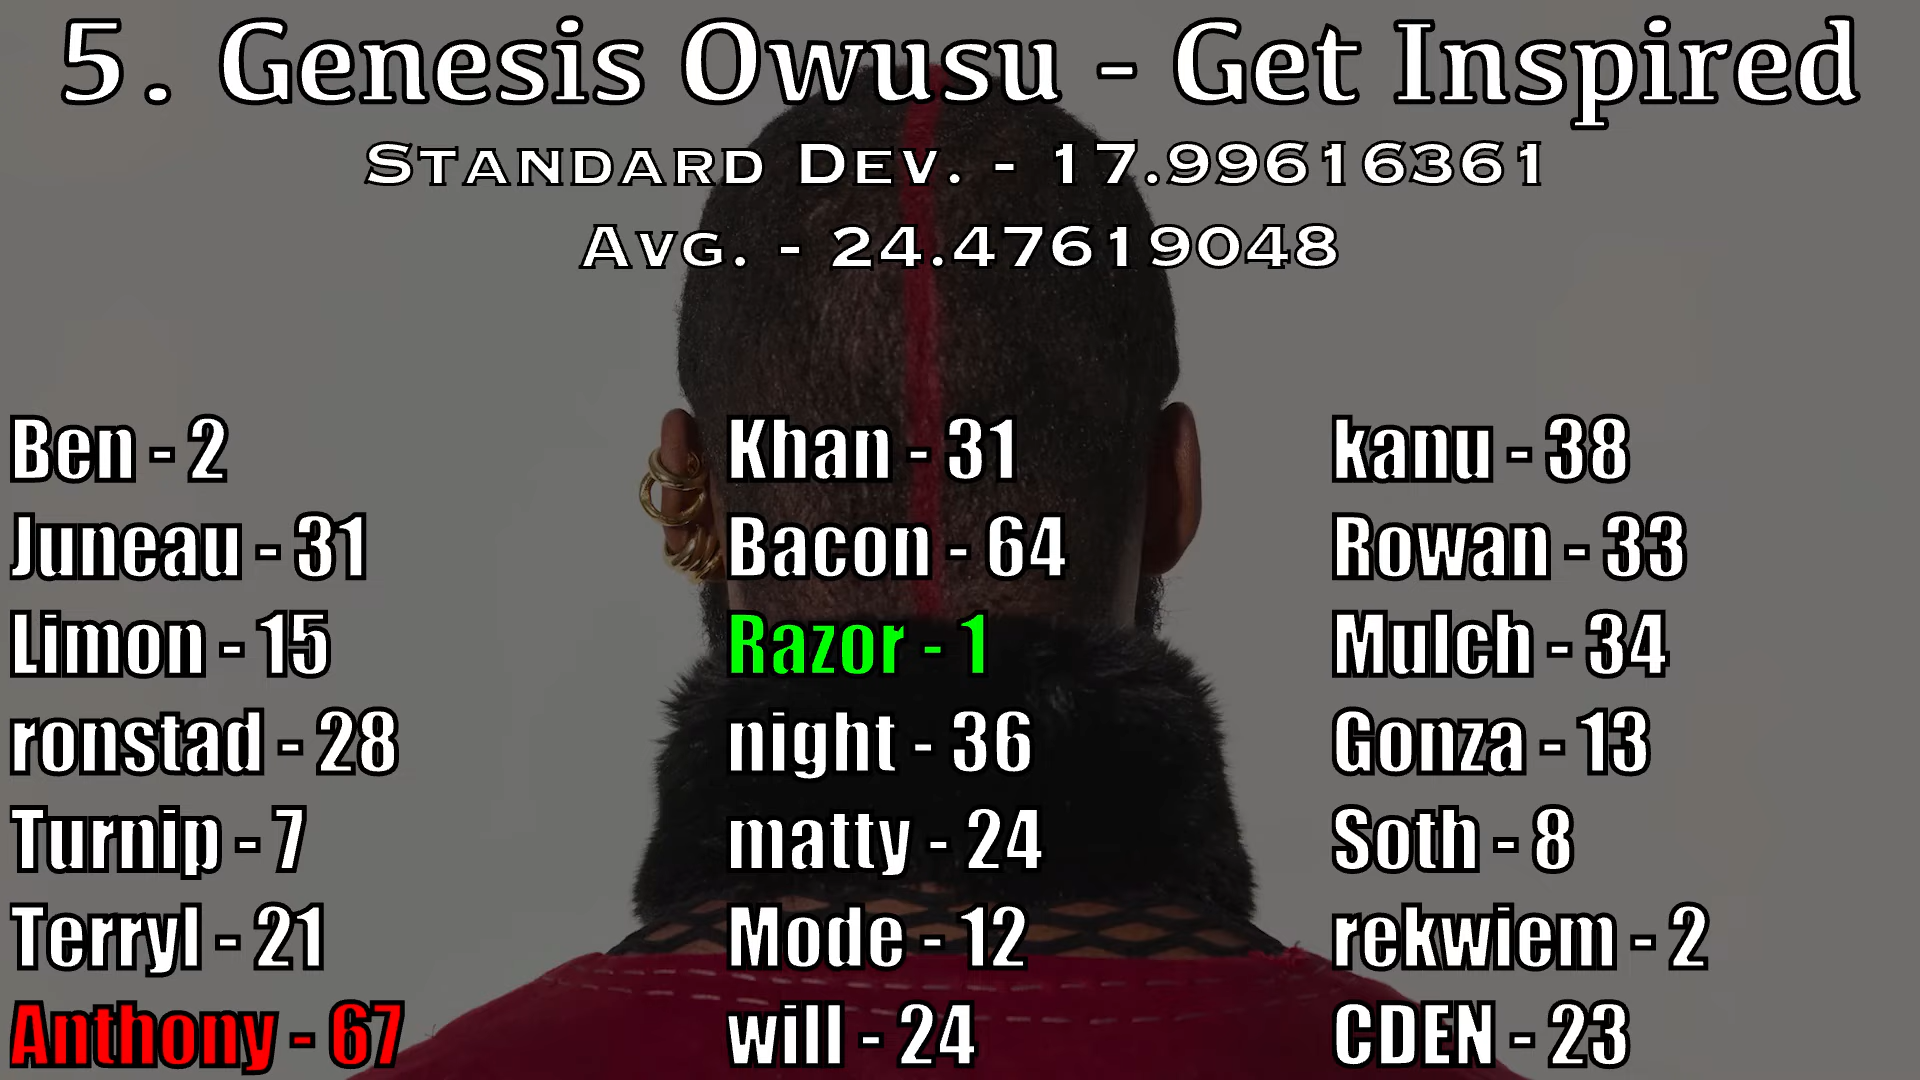 5. Genesis Owusu - Get Inspired
Standard Dev. - 17.99616361
Avg. - 24.47619048
Ben - 2
Juneau - 31
Limon - 15
ronstad - 28
Turnip - 7
Terryl - 21
Anthony - 67
Khan - 31
Bacon - 64
Razor - 1
night - 36
matty - 24
Mode - 12
will - 24
kanu - 38
Rowan - 33
Mulch - 34
Gonza - 13
Soth - 8
rekwiem - 2
CDEN - 23